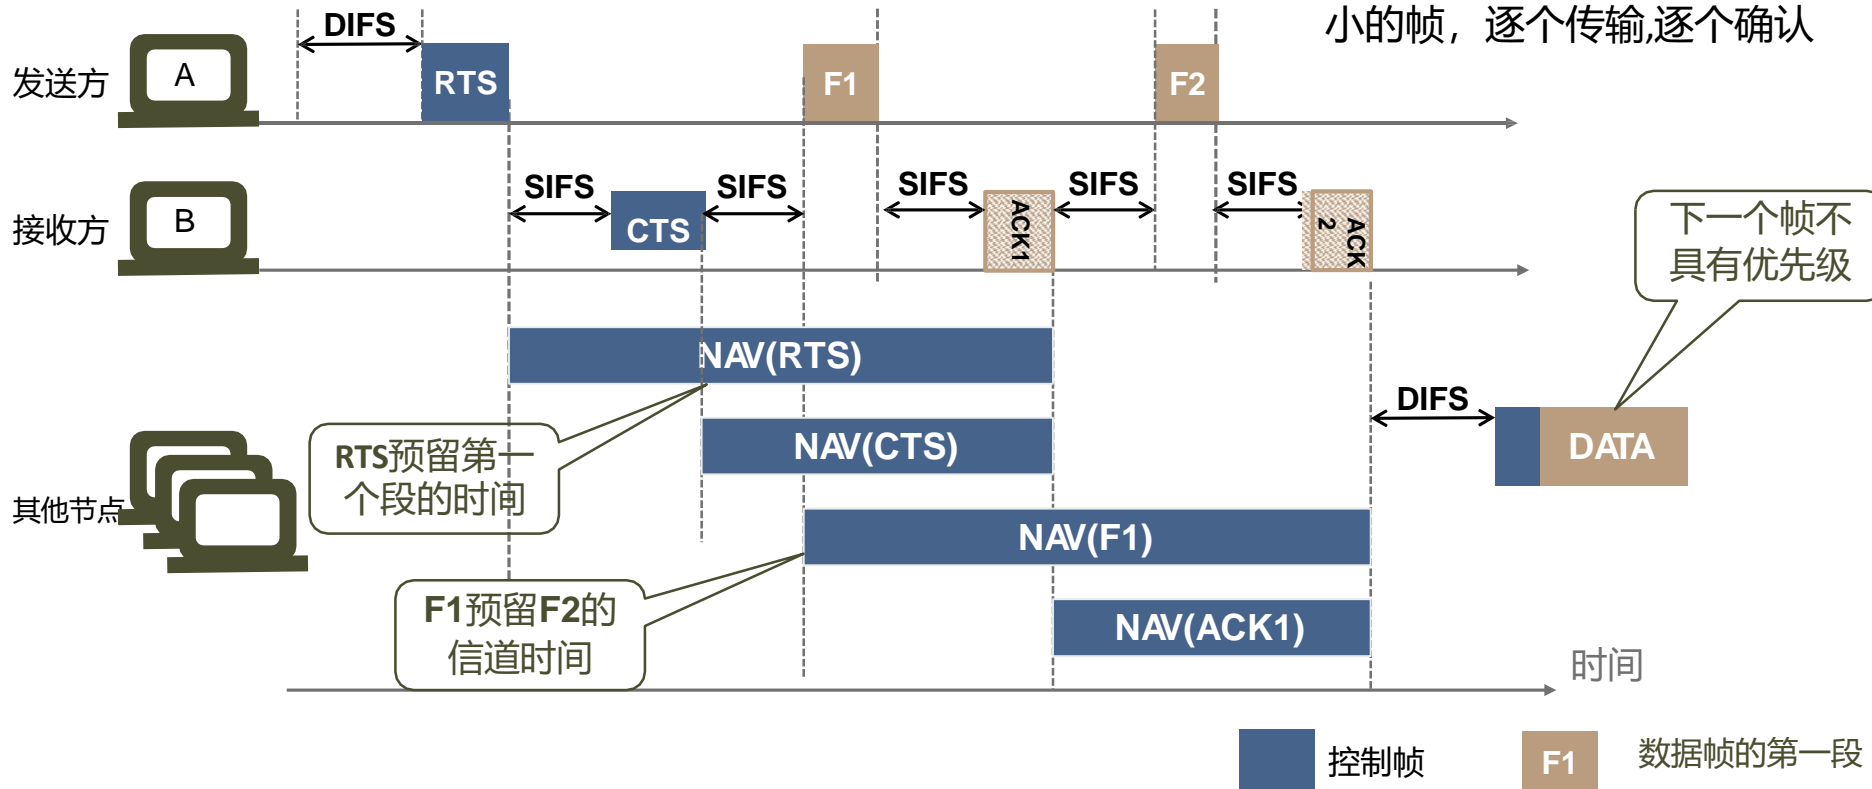 小的帧，逐个传输,逐个确认
DIFS
发送方
A
RTS
F1
F2
SIFS
SIFS
SIFS
SIFS
SIFS
接收方
B
CTS
ACK1
ACK
2
下一个帧不
具有优先级
NAV(RTS)
DIFS
RTS预留第一
个段的时间
NAV(CTS)
DATA
其他节点
NAV(F1)
F1预留F2的
信道时间
NAV(ACK1)
时间
控制帧
F1
数据帧的第一段